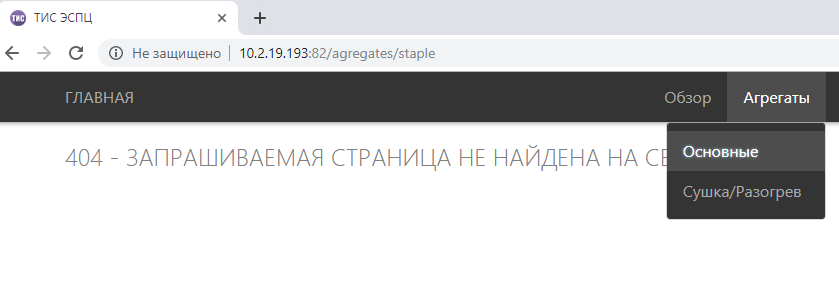 ТИС ТИС ЭСПЦ
Не защищено 10.2.19.193:82/agregates/staple
ГЛАВНАЯ Обзор Агрегаты
404 - ЗАПРАШИВАЕМАЯ СТРАНИЦА НЕ НАЙДЕНА НА
Основные
Сушка/Разогрев